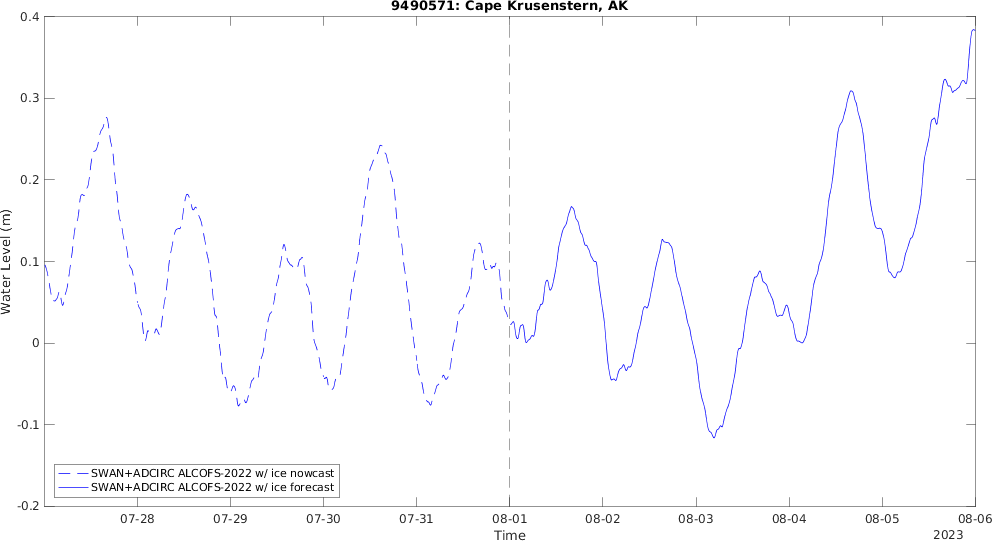 9490571: Cape Krusenstern, AK
0.4
0.3
0.2
0.1
0
-0.1
-0.2
Water Level (m)
SWAN+ADCIRC ALCOFS-2022 w/ ice nowcast
SWAN+ADCIRC ALCOFS-2022 w/ ice forecast
07-28 07-29 07-30 07-31 08-01 08-02 08-03 08-04 08-05 08-06
Time
2023